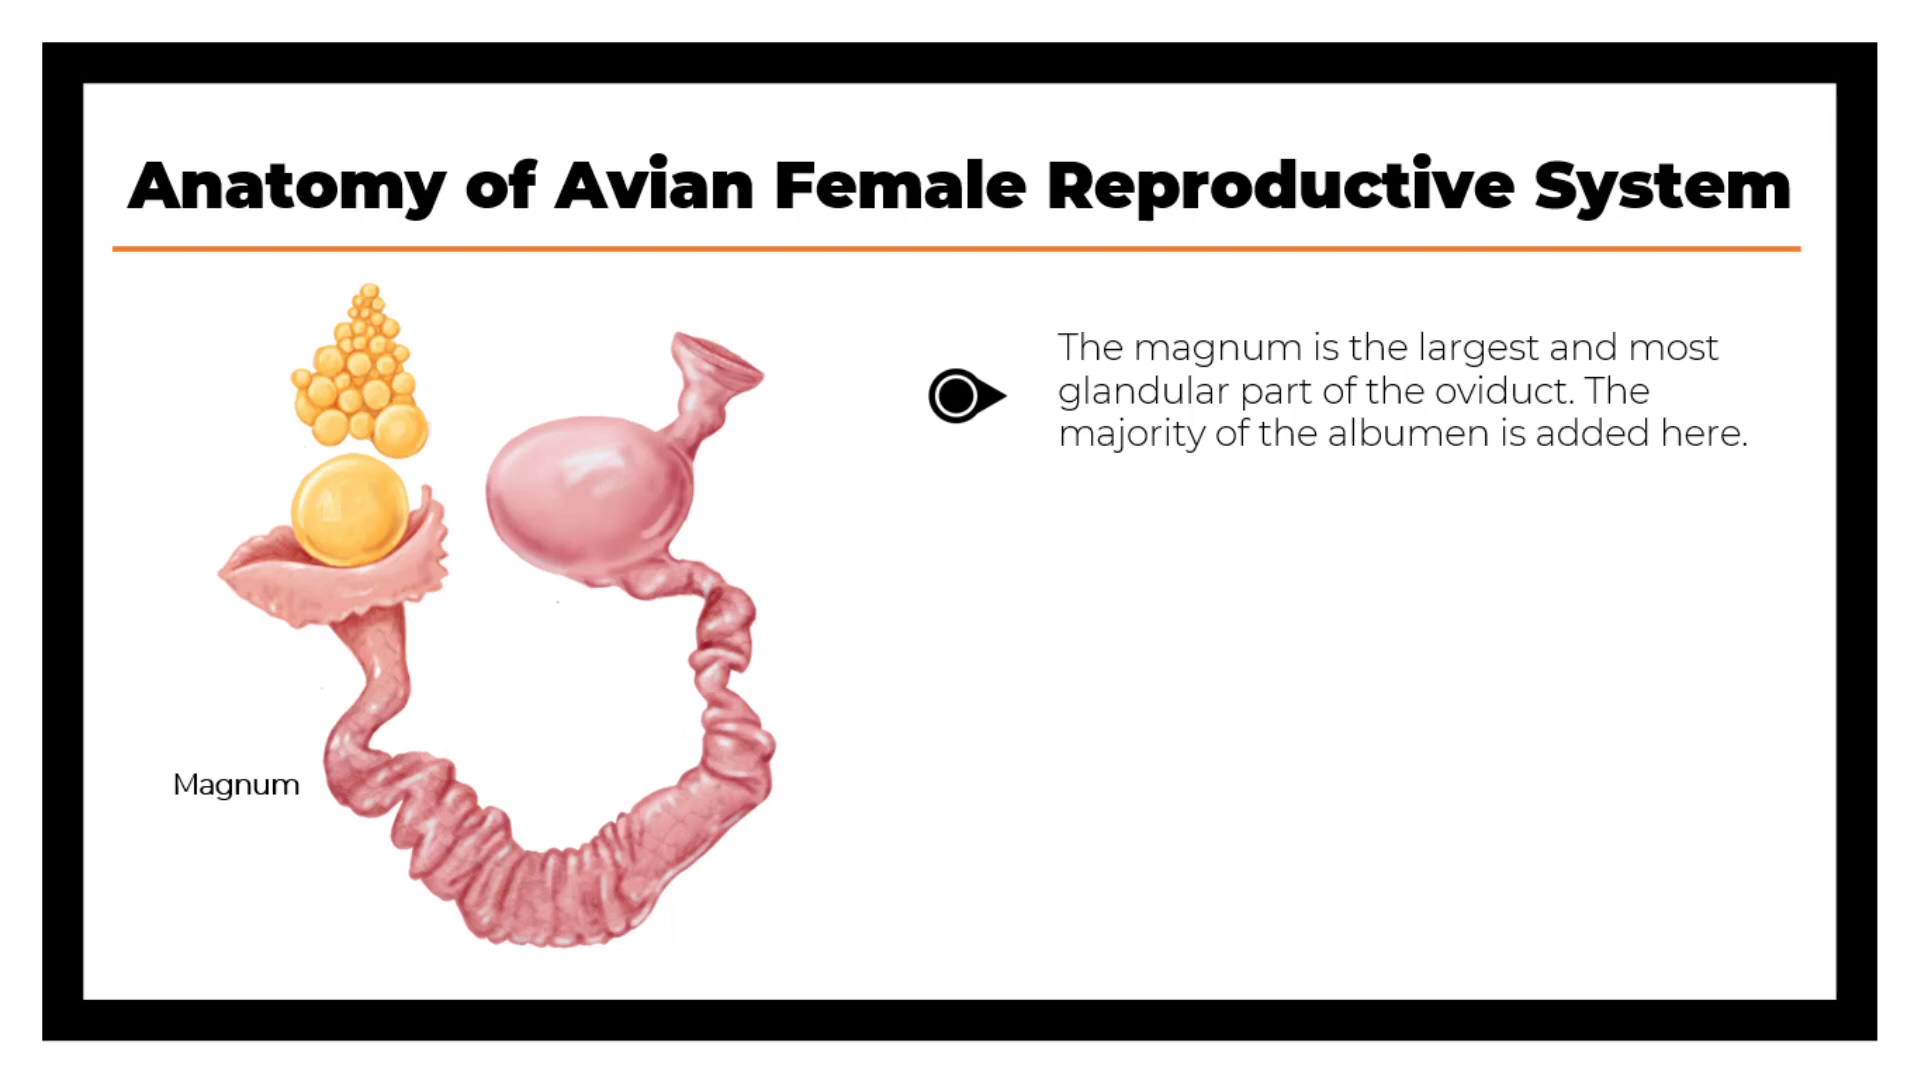 Anatomy of Avian Female Reproductive System
The magnum is the largest and most
glandular part of the oviduct. The
majority of the albumen is added here.
Magnum